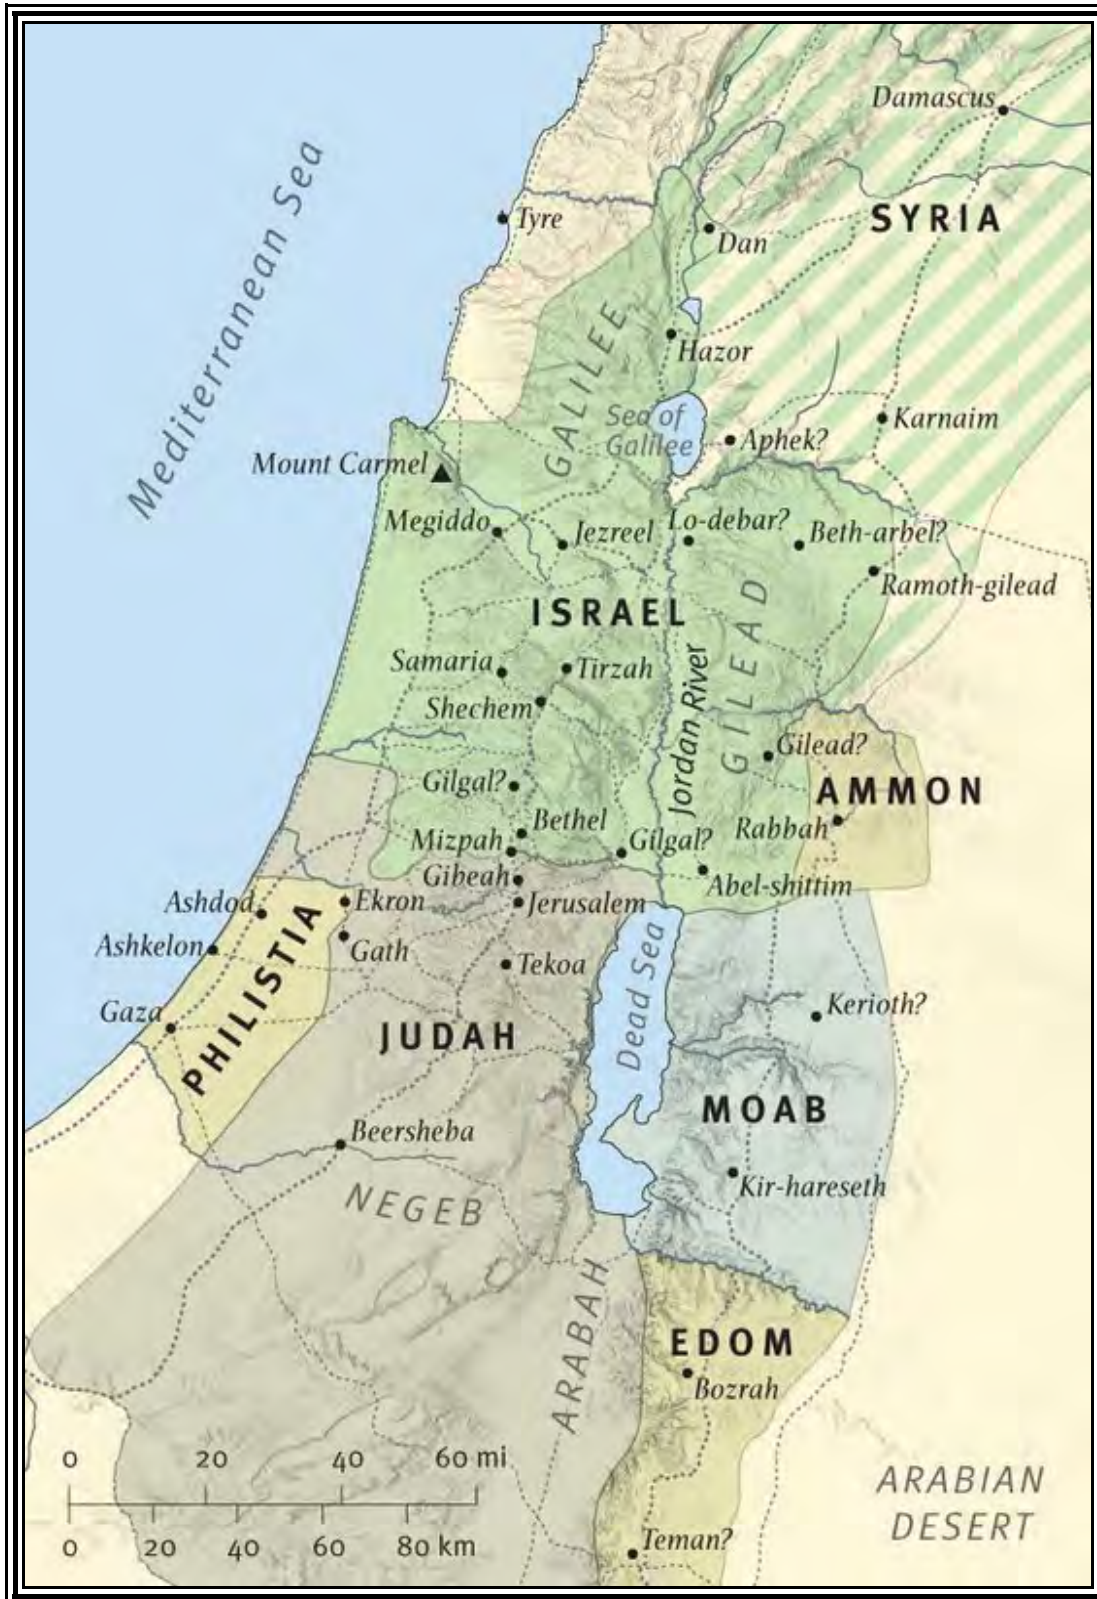 Damascus
Mediterranean Sea
SYRIA
Tyre
Dan
GALILEE
Hazor
Sea of
Galilee
Karnaim
Aphek?
Mount Carmel
Megiddo
Jezreel
Lo-debar?
Beth-arbel?
Ramoth-gilead
ISRAEL
GILEAD
Samaria
Tirzah
Shechem
Jordan River
Gilead?
Gilgal?
AMMON
Bethel
Rabbah
Mizpah
Gilgal?
Gibeah
Abel-shittim
Ashdod
Ekron
Jerusalem
Ashkelon
Gath
Tekoa
PHILISTIA
Dead Sea
Gaza
Kerioth?
JUDAH
MOAB
Beersheba
Kir-hareseth
NEGEB
ARABAH
EDOM
Bozrah
0 20 40 60 mi
ARABIAN
DESERT
0 20 40 60 80 km
Teman?